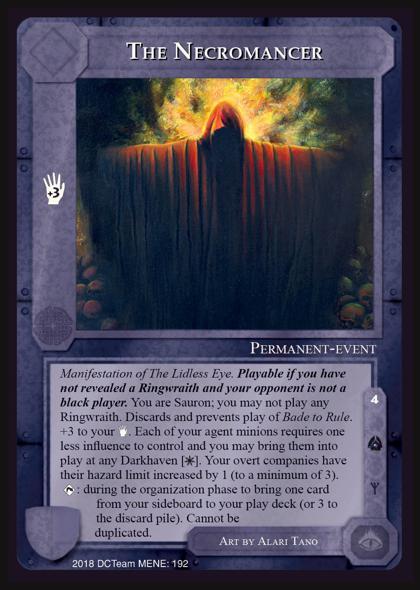 THE NECROMANCER
+3
PERMANENT-EVENT
Manifestation of The Lidless Eye. Playable if you have
not revealed a Ringwraith and your opponent is not a
black player. You are Sauron; you may not play any
Ringwraith. Discards and prevents play of Bade to Rule.
+3 to your . Each of your agent minions requires one
less influence to control and you may bring them into
play at any Darkhaven [ ]. Your overt companies have
their hazard limit increased by 1 (to a minimum of 3).
: during the organization phase to bring one card
from your sideboard to your play deck (or 3 to
the discard pile). Cannot be
duplicated.
4
ART BY ALARI TANO
2018 DCTeam MENE: 192